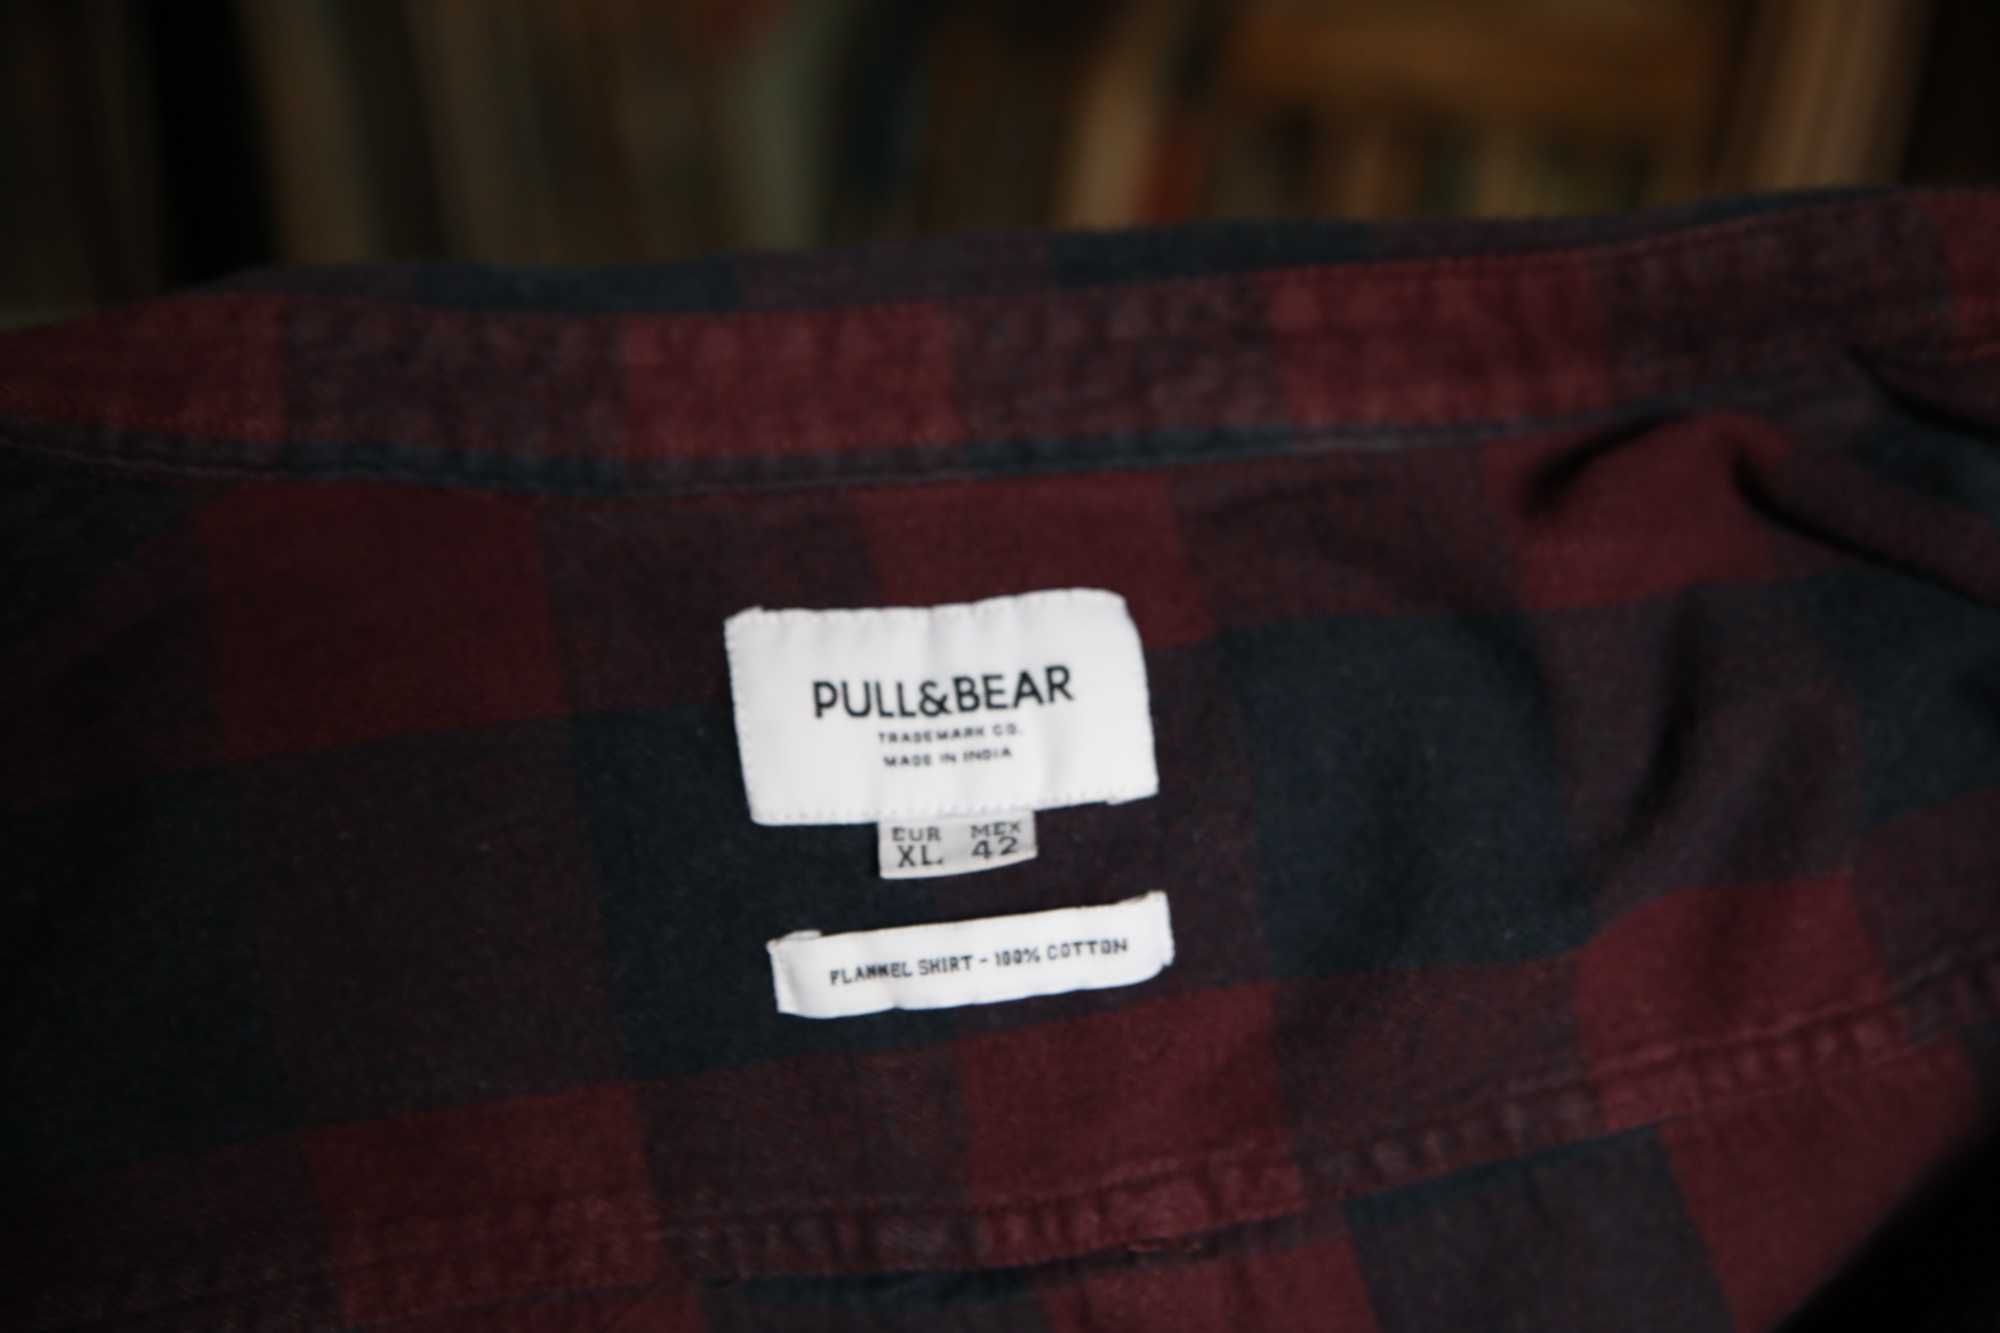 PULL&BEAR
TRADEMARK CO.
MADE IN INDIA
EUR MEX
XL 42
FLANNEL SHIRT - 100% COTTON